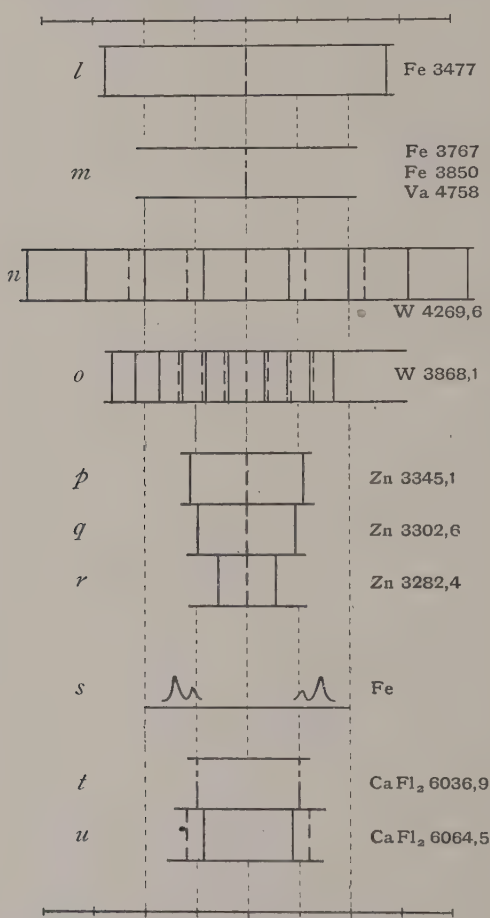 l Fe 3477
Fe 3767
m Fe 3850
Va 4758
n
W 4269,6
o W 3868,1
p Zn 3345,1
q Zn 3302,6
r Zn 3282,4
s Fe
t CaFl₂ 6036,9
u CaFl₂ 6064,5